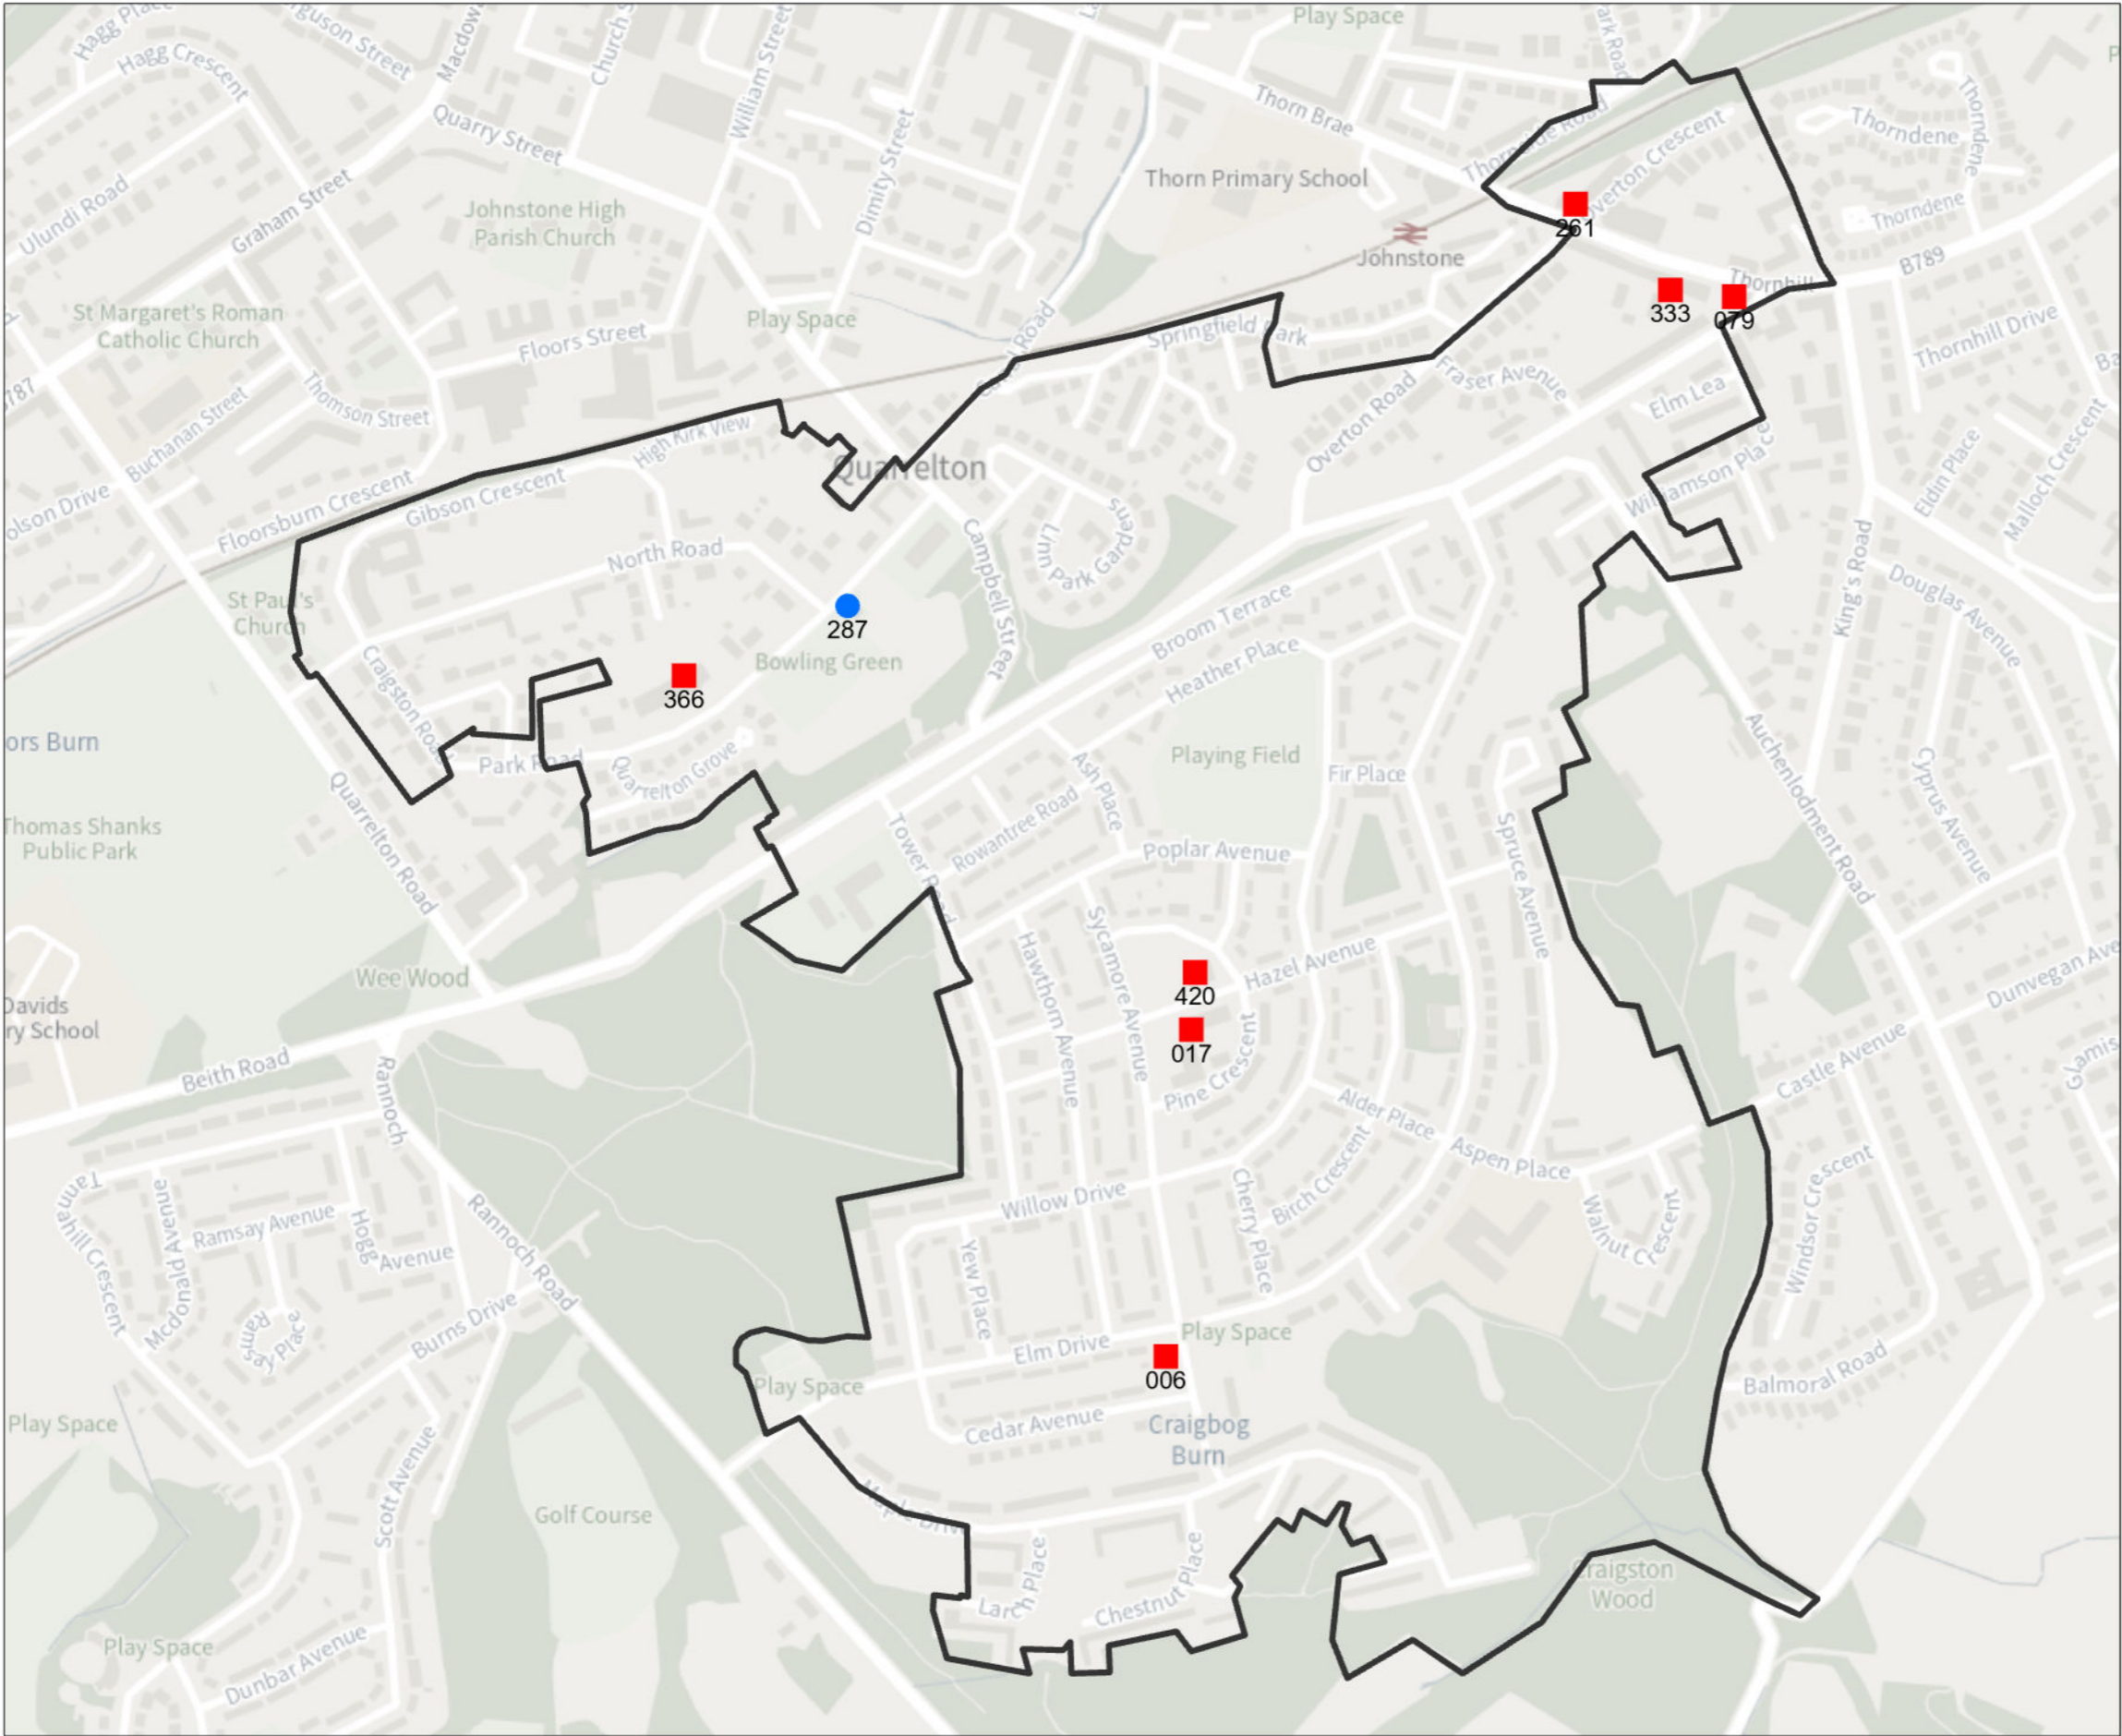 Hagg Place
Hagg Crescent
Macdow
Church S
William Street
Play Space
Park Road
Quarry Street
Thorn Brae
Thorndene
Thorndene
Thorn Primary School
Dimity Street
Overton Crescent
Ulundi Road
Graham Street
Johnstone High
Parish Church
261
Thorndene
Johnstone
B789
Thornhill
333
079
St Margaret's Roman
Catholic Church
Play Space
Floors Street
Springfield Park
Thornhill Drive
Fraser Avenue
Elm Lea
Buchanan Street
Thomson Street
Overton Road
High Kirk View
Quarrelton
Williamson Place
Eldin Place
Malloch Crescent
Floorsburn Crescent
Gibson Crescent
Linn Park Gardens
Campbell Street
North Road
King's Road
Douglas Avenue
St Paul's
Church
287
Broom Terrace
Heather Place
Bowling Green
366
Craigston Road
ors Burn
Park Road
Quarrelton Grove
Playing Field
Fir Place
Ash Place
Auchenlodment Road
Cyprus Avenue
Quarrelton Road
Thomas Shanks
Public Park
Tower Road
Rowantree Road
Poplar Avenue
Spruce Avenue
Wee Wood
Hawthorn Avenue
Sycamore Avenue
420
Hazel Avenue
Dunvegan Ave
Davids
ry School
017
Pine Crescent
Beith Road
Rannoch
Castle Avenue
Glamis
Alder Place
Aspen Place
Tannahill Crescent
Mcdonald Avenue
Ramsay Avenue
Hogg Avenue
Rannoch Road
Willow Drive
Cherry Place
Birch Crescent
Walnut Crescent
Windsor Crescent
Ramsay Place
Burns Drive
Yew Place
Elm Drive
Play Space
006
Play Space
Balmoral Road
Play Space
Cedar Avenue
Craigbog
Burn
Scott Avenue
Golf Course
Maple Drive
Larch Place
Chestnut Place
Craigston
Wood
Play Space
Dunbar Avenue